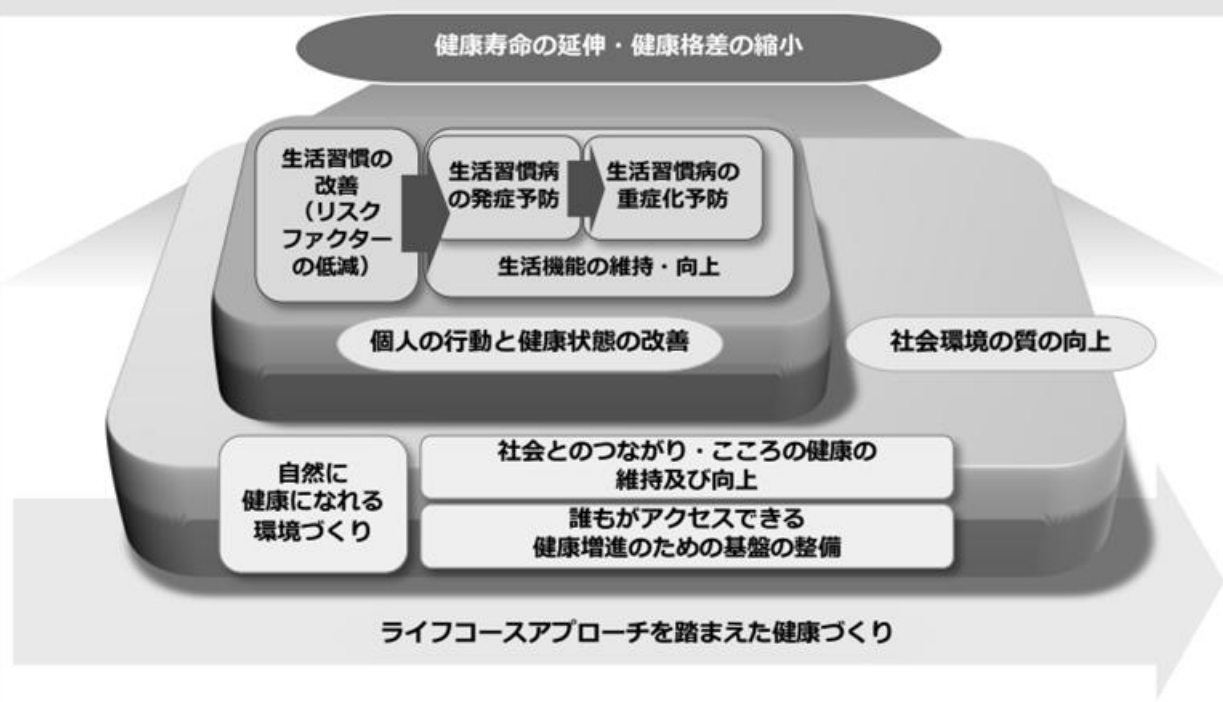 健康寿命の延伸・健康格差の縮小
生活習慣の
改善
（リスク
ファクター
の低減）
生活習慣病
の発症予防
生活習慣病の
重症化予防
生活機能の維持・向上
個人の行動と健康状態の改善
社会環境の質の向上
自然に
健康になれる
環境づくり
社会とのつながり・こころの健康の
維持及び向上
誰もがアクセスできる
健康増進のための基盤の整備
ライフコースアプローチを踏まえた健康づくり